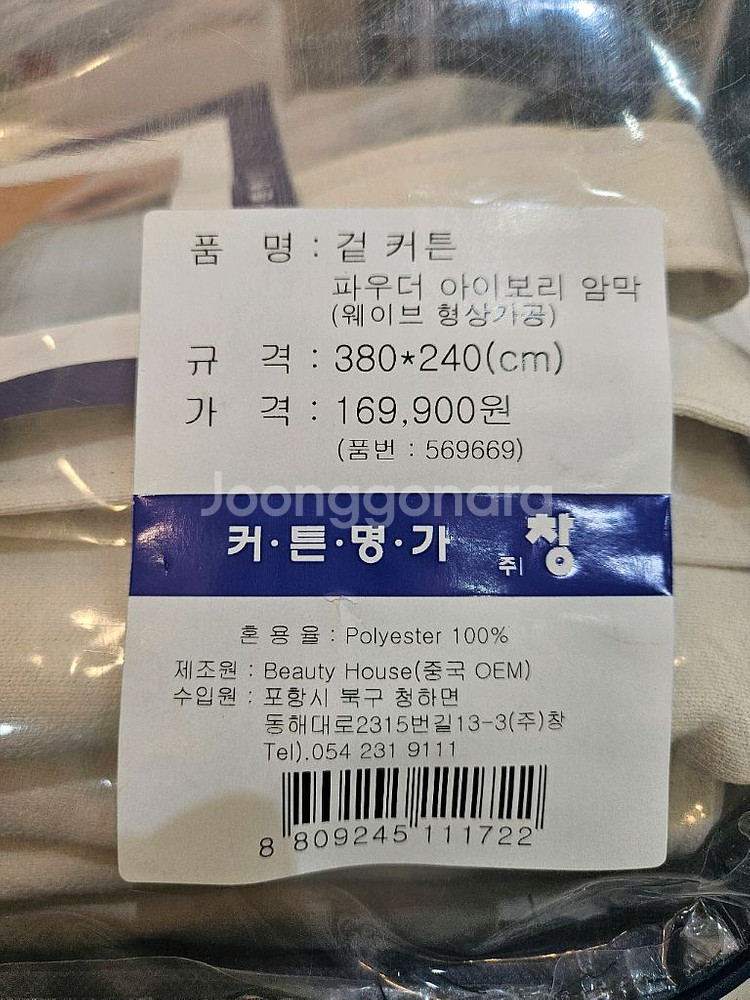 품 명 : 겉 커튼
파우더 아이보리 암막
(웨이브 형상가공)
규 격 : 380*240(cm)
가 격 : 169,900원
(품번 : 569669)
Joonggonara
커·튼·명·가 주) 창
혼 용 율 : Polyester 100%
제조원 : Beauty House(중국 OEM)
수입원 : 포항시 북구 청하면
동해대로2315번길13-3(주)창
Tel).054 231 9111
8 809245 111722